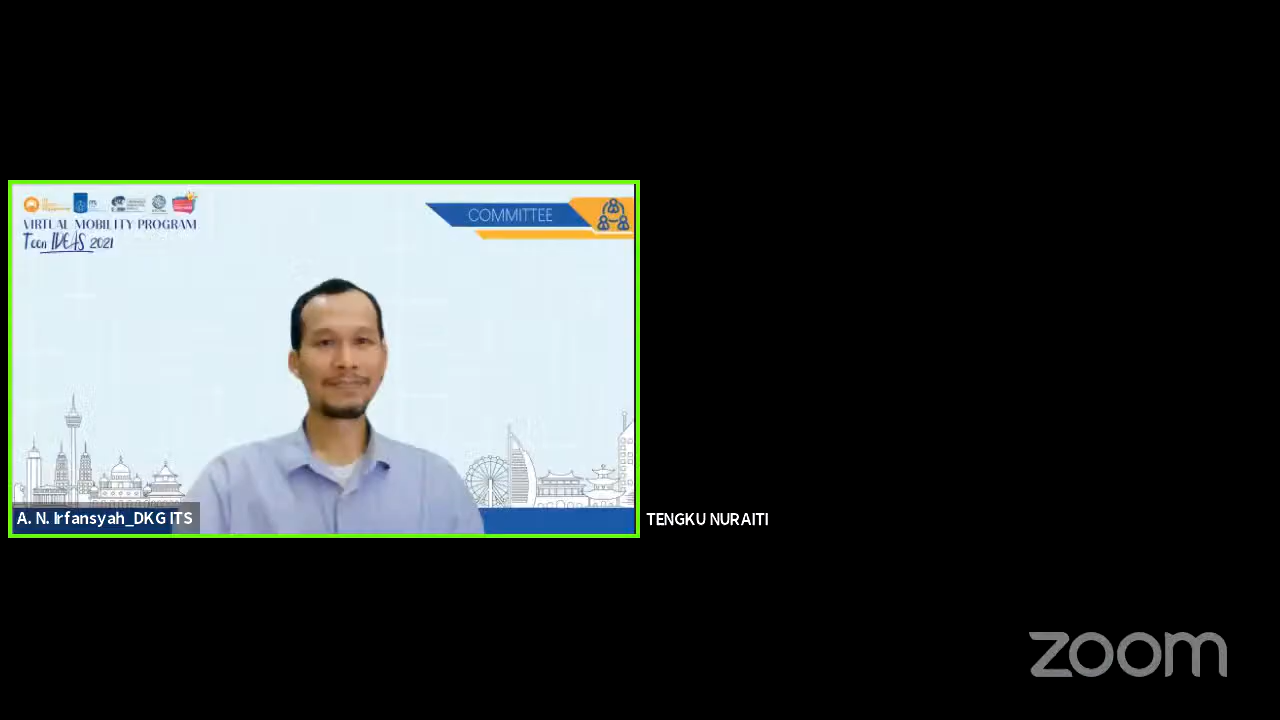 VIRTUAL MOBILITY PROGRAM
Teen IDEAS 2021
COMMITTEE
A. N. Irfansyah_DKG ITS
TENGKU NURAITI
zoom